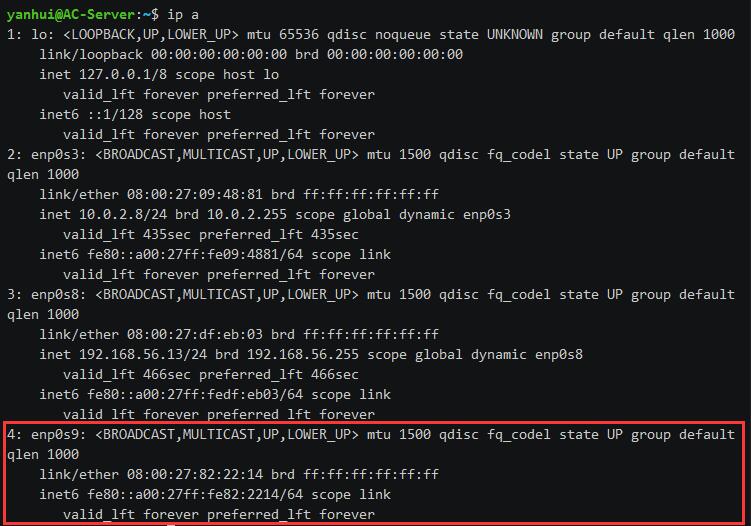 yanhui@AC-Server:~$ ip a
1: lo: <LOOPBACK,UP,LOWER_UP> mtu 65536 qdisc noqueue state UNKNOWN group default qlen 1000
link/loopback 00:00:00:00:00:00 brd 00:00:00:00:00:00
inet 127.0.0.1/8 scope host lo
valid_lft forever preferred_lft forever
inet6 ::1/128 scope host
valid_lft forever preferred_lft forever
2: enp0s3: <BROADCAST,MULTICAST,UP,LOWER_UP> mtu 1500 qdisc fq_codel state UP group default
qlen 1000
link/ether 08:00:27:09:48:81 brd ff:ff:ff:ff:ff:ff
inet 10.0.2.8/24 brd 10.0.2.255 scope global dynamic enp0s3
valid_lft 435sec preferred_lft 435sec
inet6 fe80::a00:27ff:fe09:4881/64 scope link
valid_lft forever preferred_lft forever
3: enp0s8: <BROADCAST,MULTICAST,UP,LOWER_UP> mtu 1500 qdisc fq_codel state UP group default
qlen 1000
link/ether 08:00:27:df:eb:03 brd ff:ff:ff:ff:ff:ff
inet 192.168.56.13/24 brd 192.168.56.255 scope global dynamic enp0s8
valid_lft 466sec preferred_lft 466sec
inet6 fe80::a00:27ff:fedf:eb03/64 scope link
valid_lft forever preferred_lft forever
4: enp0s9: <BROADCAST,MULTICAST,UP,LOWER_UP> mtu 1500 qdisc fq_codel state UP group default
qlen 1000
link/ether 08:00:27:82:22:14 brd ff:ff:ff:ff:ff:ff
inet6 fe80::a00:27ff:fe82:2214/64 scope link
valid_lft forever preferred_lft forever